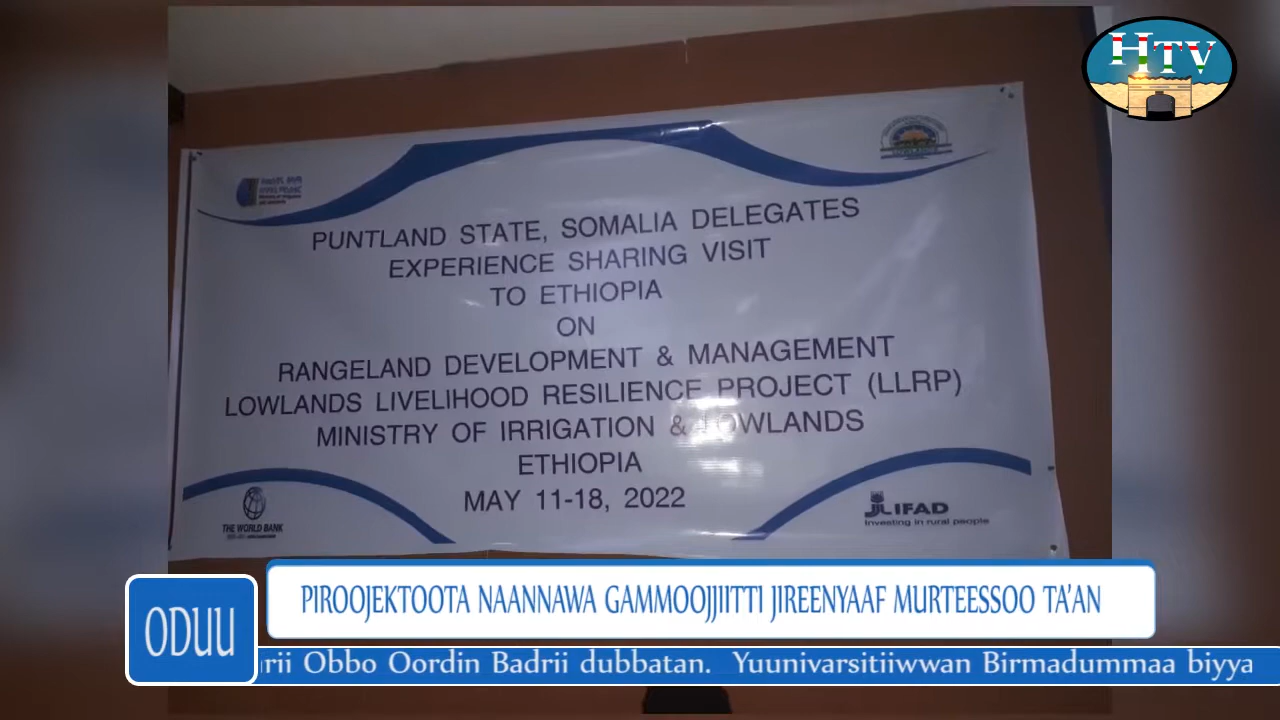 HTV
PUNTLAND STATE, SOMALIA DELEGATES
EXPERIENCE SHARING VISIT
TO ETHIOPIA
ON
RANGELAND DEVELOPMENT & MANAGEMENT
LOWLANDS LIVELIHOOD RESILIENCE PROJECT (LLRP)
MINISTRY OF IRRIGATION & LOWLANDS
ETHIOPIA
MAY 11-18, 2022
THE WORLD BANK
JLIFAD
Investing in rural people
ODUU
PIROOJEKTOOTA NAANNAWA GAMMOOJJIITTI JIREENYAAF MURTEESSOO TA'AN
Obbo Oordin Badrii dubbatan. Yuunivarsitiiwwan Birmadummaa biyya